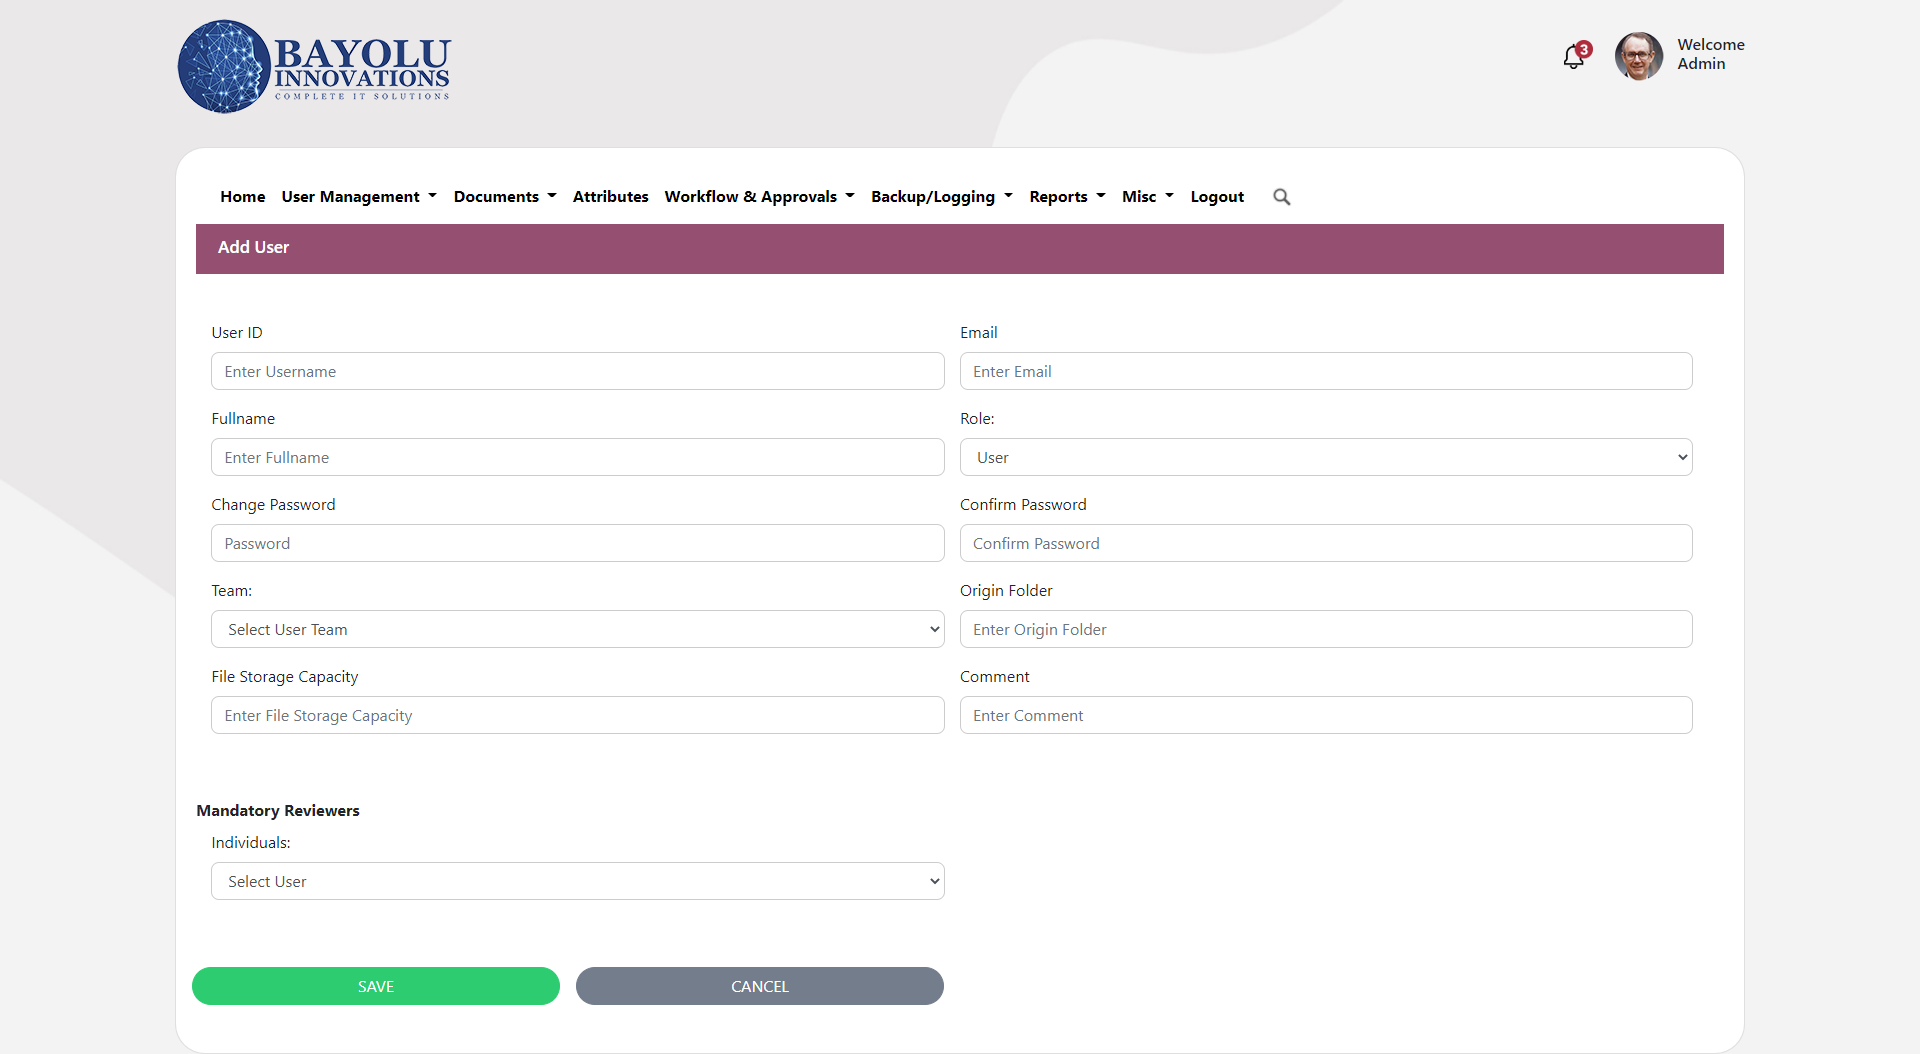 BAYOLU
INNOVATIONS
COMPLETE IT SOLUTIONS
3
Welcome
Admin
Home User Management Documents Attributes Workflow & Approvals Backup/Logging Reports Misc Logout
Add User
User ID
Email
Enter Username
Enter Email
Fullname
Role:
Enter Fullname
User
Change Password
Confirm Password
Password
Confirm Password
Team:
Origin Folder
Select User Team
Enter Origin Folder
File Storage Capacity
Comment
Enter File Storage Capacity
Enter Comment
Mandatory Reviewers
Individuals:
Select User
SAVE
CANCEL